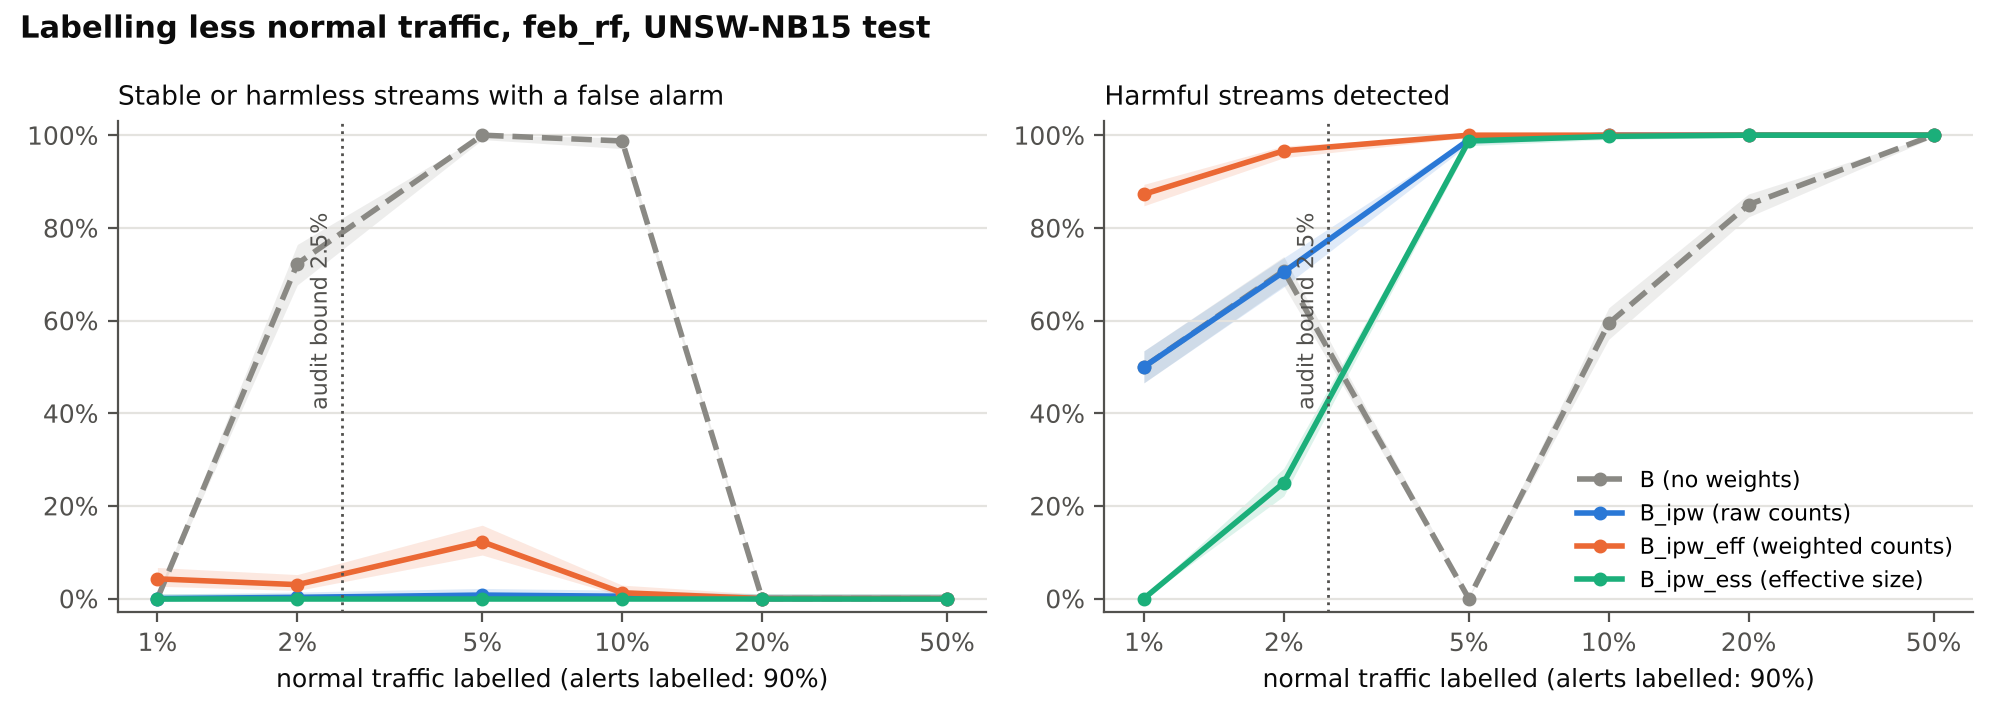 Labelling less normal traffic, feb_rf, UNSW-NB15 test
Stable or harmless streams with a false alarm
100%
80%
60%
40%
20%
0%
audit bound 2.5%
1%
2%
5%
10%
20%
50%
normal traffic labelled (alerts labelled: 90%)
Harmful streams detected
100%
80%
60%
40%
20%
0%
audit bound 2.5%
B (no weights)
B_ipw (raw counts)
B_ipw_eff (weighted counts)
B_ipw_ess (effective size)
1%
2%
5%
10%
20%
50%
normal traffic labelled (alerts labelled: 90%)